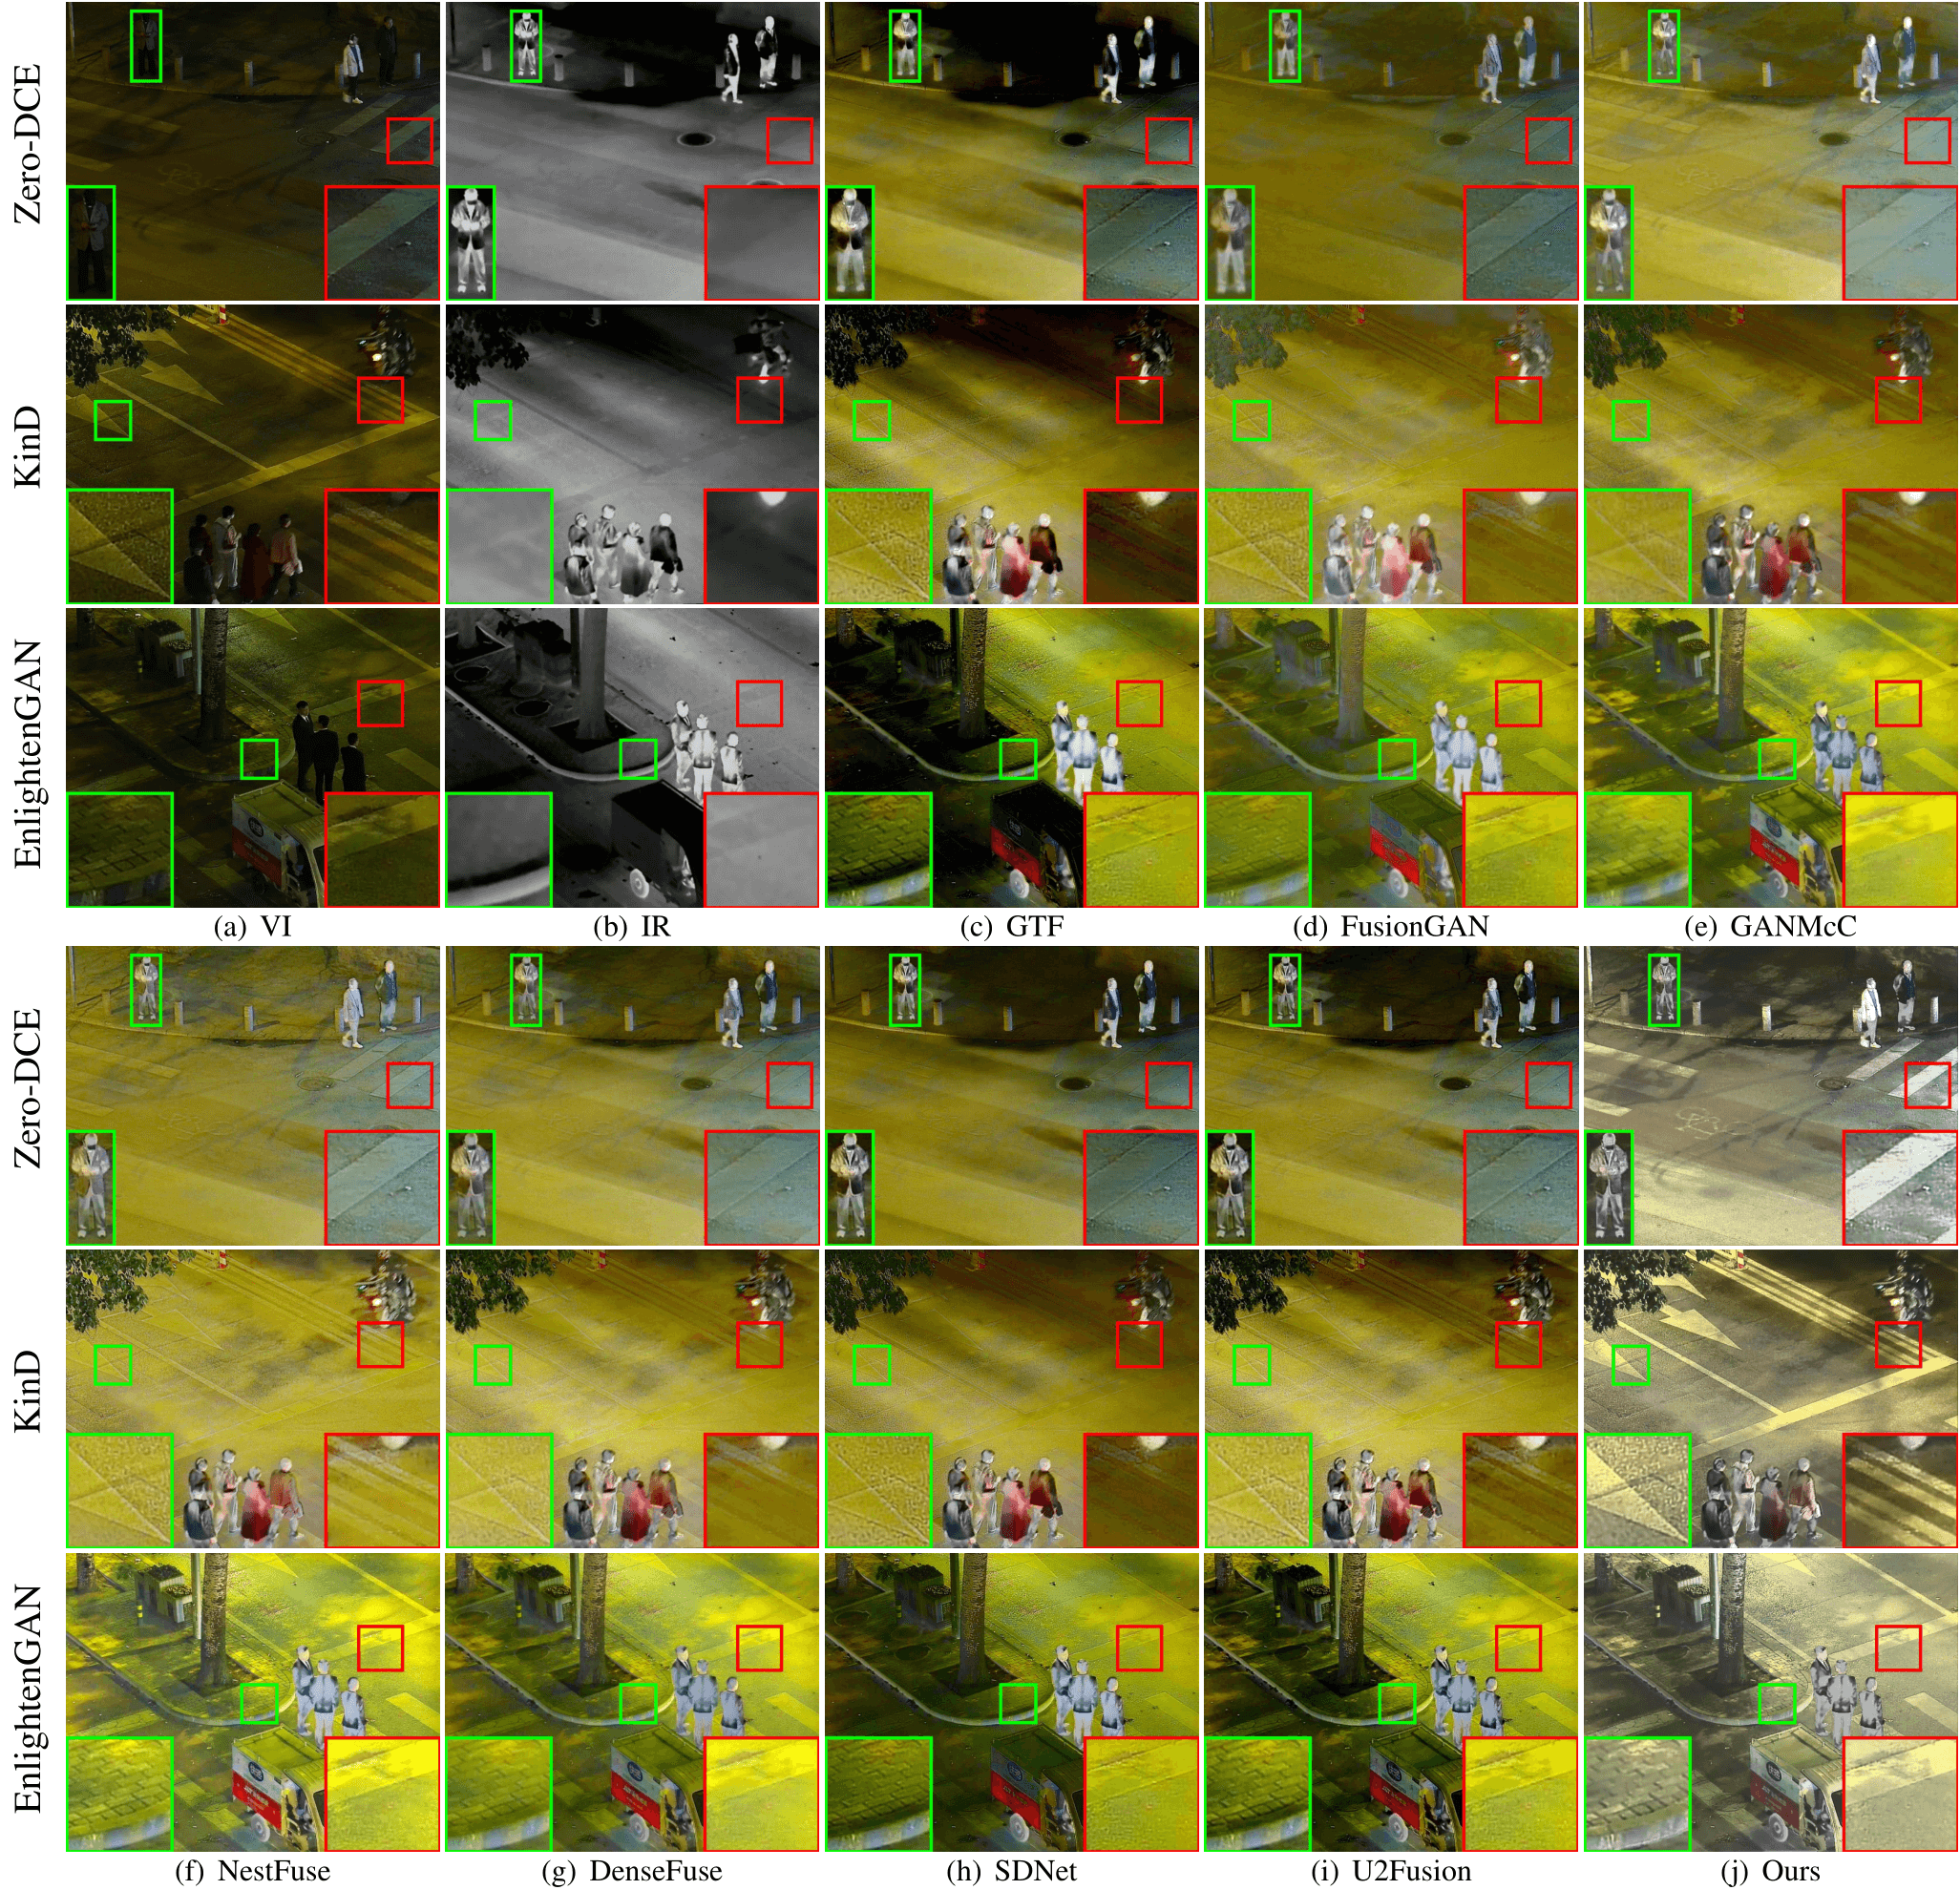 Zero-DCE
KinD
EnlightenGAN
(a) VI
(b) IR
(c) GTF
(d) FusionGAN
(e) GANMcC
Zero-DCE
KinD
EnlightenGAN
(f) NestFuse
(g) DenseFuse
(h) SDNet
(i) U2Fusion
(j) Ours